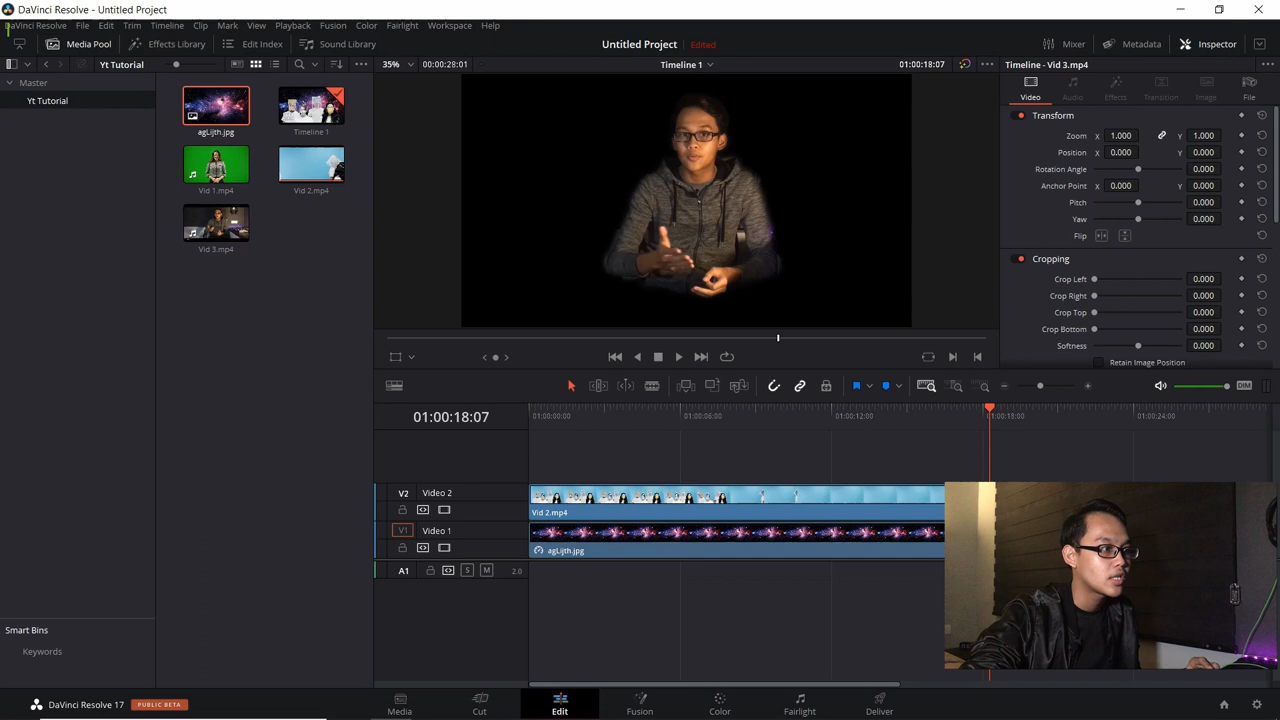 DaVinci Resolve - Untitled Project
DaVinci Resolve File Edit Trim Timeline Clip Mark View Playback Fusion Color Fairlight Workspace Help
Media Pool Effects Library Edit Index Sound Library
Untitled Project Edited
Mixer Metadata Inspector
Yt Tutorial
35% 00:00:28:01 Timeline 1 01:00:18:07
Timeline - Vid 3.mp4
Master
Yt Tutorial
agLijth.jpg
Timeline 1
Vid 1.mp4
Vid 2.mp4
Vid 3.mp4
Video Audio Effects Transition Image File
Transform
Zoom X 1.000 Y 1.000
Position X 0.000 Y 0.000
Rotation Angle 0.000
Anchor Point X 0.000 Y 0.000
Pitch 0.000
Yaw 0.000
Flip
Cropping
Crop Left 0.000
Crop Right 0.000
Crop Top 0.000
Crop Bottom 0.000
Softness 0.000
Retain Image Position
DIM
01:00:18:07
01:00:00:00 01:00:06:00 01:00:12:00 01:00:18:00 01:00:24:00
V2 Video 2
Vid 2.mp4
V1 Video 1
agLijth.jpg
A1 S M 2.0
Smart Bins
Keywords
DaVinci Resolve 17 PUBLIC BETA
Media Cut Edit Fusion Color Fairlight Deliver